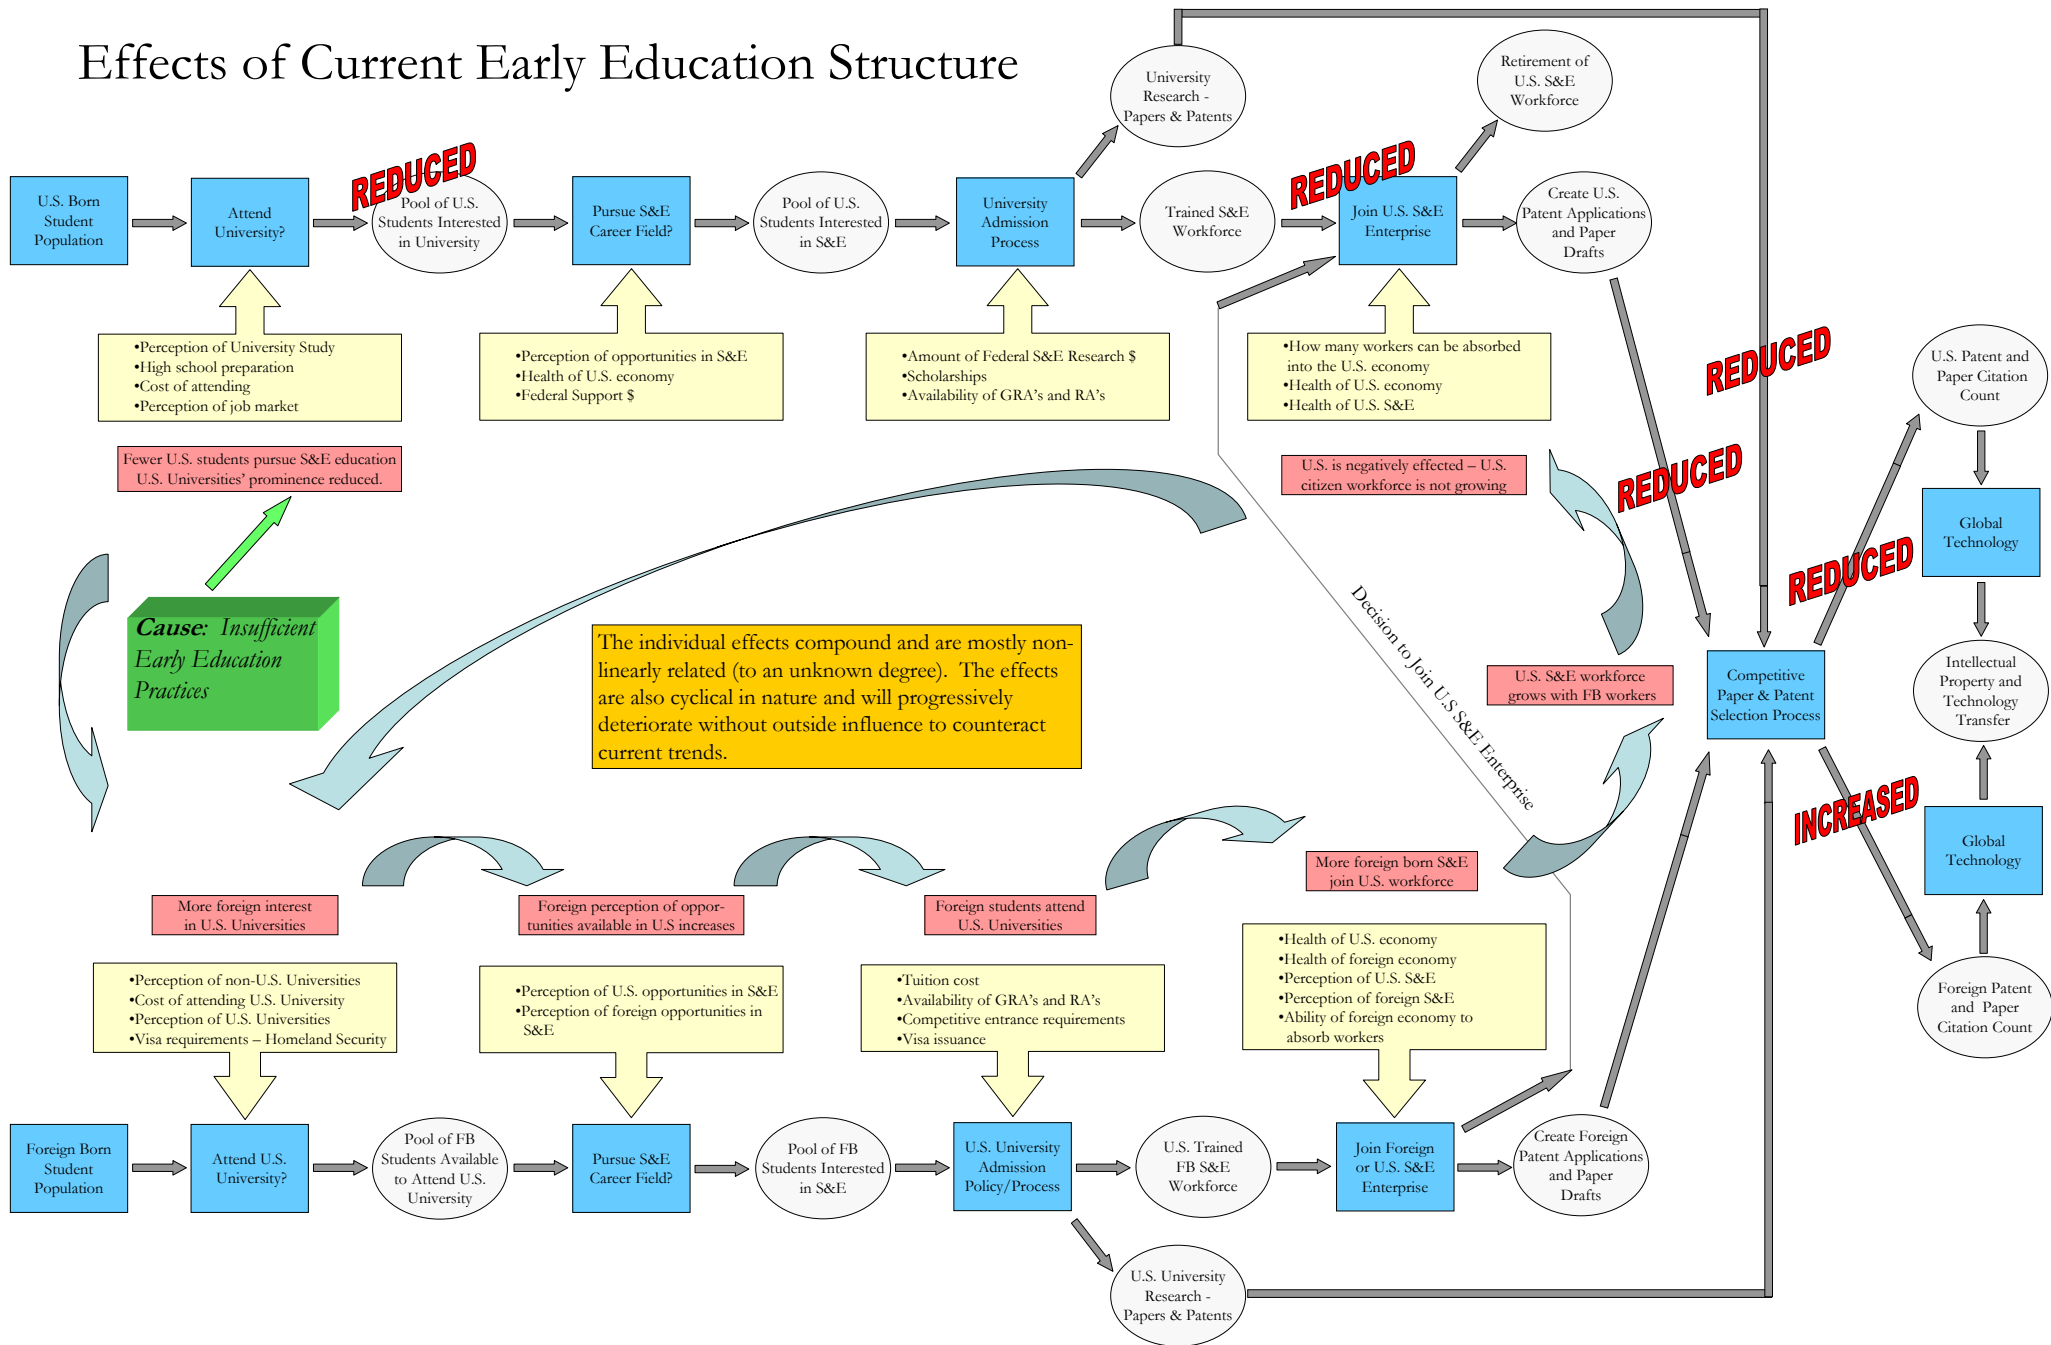 Effects of Current Early Education Structure
University
Research -
Papers & Patents
Retirement of
U.S. S&E
Workforce
U.S. Born
Student
Population
Attend
University?
REDUCED
Pool of U.S.
Students Interested
in University
Pursue S&E
Career Field?
Pool of U.S.
Students Interested
in S&E
University
Admission
Process
Trained S&E
Workforce
REDUCED
Join U.S. S&E
Enterprise
Create U.S.
Patent Applications
and Paper
Drafts
•Perception of University Study
•High school preparation
•Cost of attending
•Perception of job market
•Perception of opportunities in S&E
•Health of U.S. economy
•Federal Support $
•Amount of Federal S&E Research $
•Scholarships
•Availability of GRA's and RA's
•How many workers can be absorbed
into the U.S. economy
•Health of U.S. economy
•Health of U.S. S&E
REDUCED
U.S. Patent and
Paper Citation
Count
Fewer U.S. students pursue S&E education
U.S. Universities' prominence reduced.
U.S. is negatively effected – U.S.
citizen workforce is not growing
REDUCED
Global
Technology
REDUCED
Cause: Insufficient
Early Education
Practices
The individual effects compound and are mostly non-
linearly related (to an unknown degree). The effects
are also cyclical in nature and will progressively
deteriorate without outside influence to counteract
current trends.
Decision to Join U.S S&E Enterprise
U.S. S&E workforce
grows with FB workers
Competitive
Paper & Patent
Selection Process
Intellectual
Property and
Technology
Transfer
INCREASED
Global
Technology
More foreign interest
in U.S. Universities
Foreign perception of oppor-
tunities available in U.S increases
Foreign students attend
U.S. Universities
More foreign born S&E
join U.S. workforce
•Perception of non-U.S. Universities
•Cost of attending U.S. University
•Perception of U.S. Universities
•Visa requirements – Homeland Security
•Perception of U.S. opportunities in S&E
•Perception of foreign opportunities in
S&E
•Tuition cost
•Availability of GRA's and RA's
•Competitive entrance requirements
•Visa issuance
•Health of U.S. economy
•Health of foreign economy
•Perception of U.S. S&E
•Perception of foreign S&E
•Ability of foreign economy to
absorb workers
Foreign Patent
and Paper
Citation Count
Foreign Born
Student
Population
Attend U.S.
University?
Pool of FB
Students Available
to Attend U.S.
University
Pursue S&E
Career Field?
Pool of FB
Students Interested
in S&E
U.S. University
Admission
Policy/Process
U.S. Trained
FB S&E
Workforce
Join Foreign
or U.S. S&E
Enterprise
Create Foreign
Patent Applications
and Paper
Drafts
U.S. University
Research -
Papers & Patents